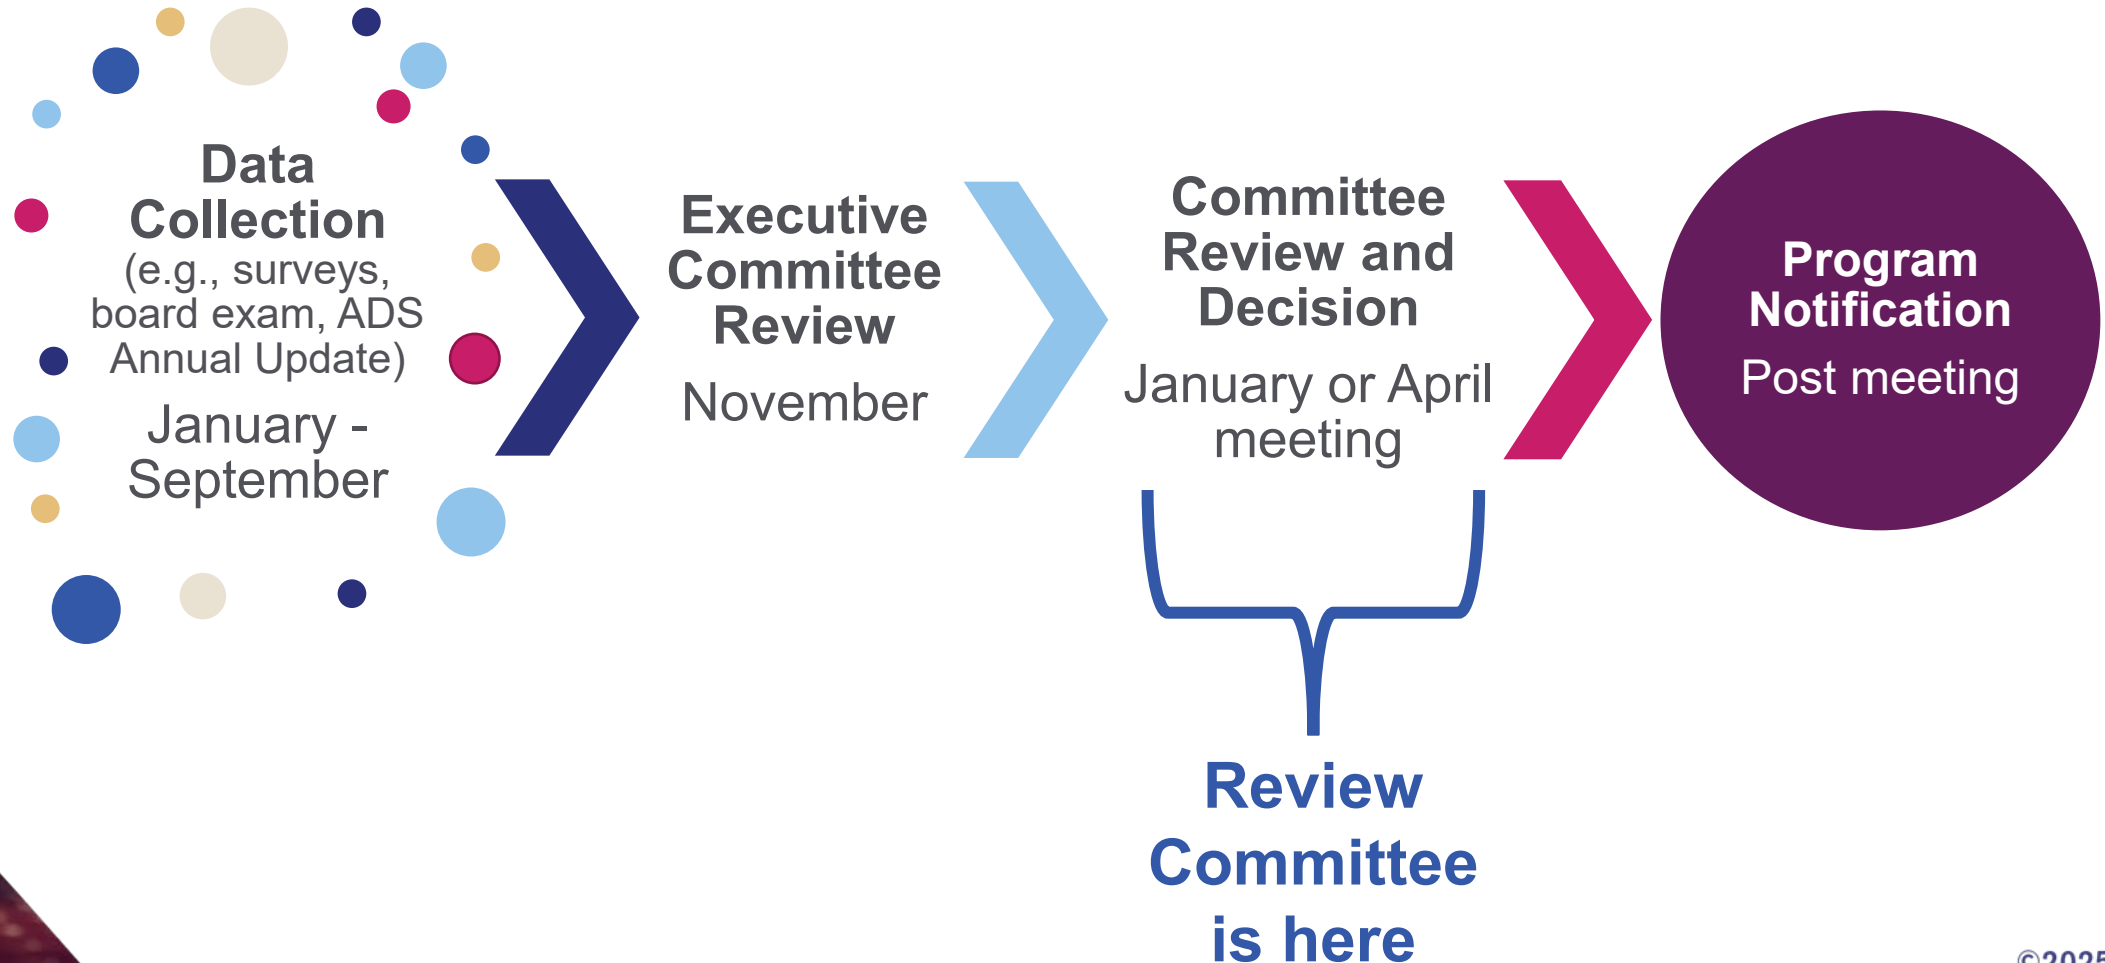 Data
Collection
(e.g., surveys,
board exam, ADS
Annual Update)
January -
September
Executive
Committee
Review
November
Committee
Review and
Decision
January or April
meeting
Program
Notification
Post meeting
Review
Committee
is here
©2025